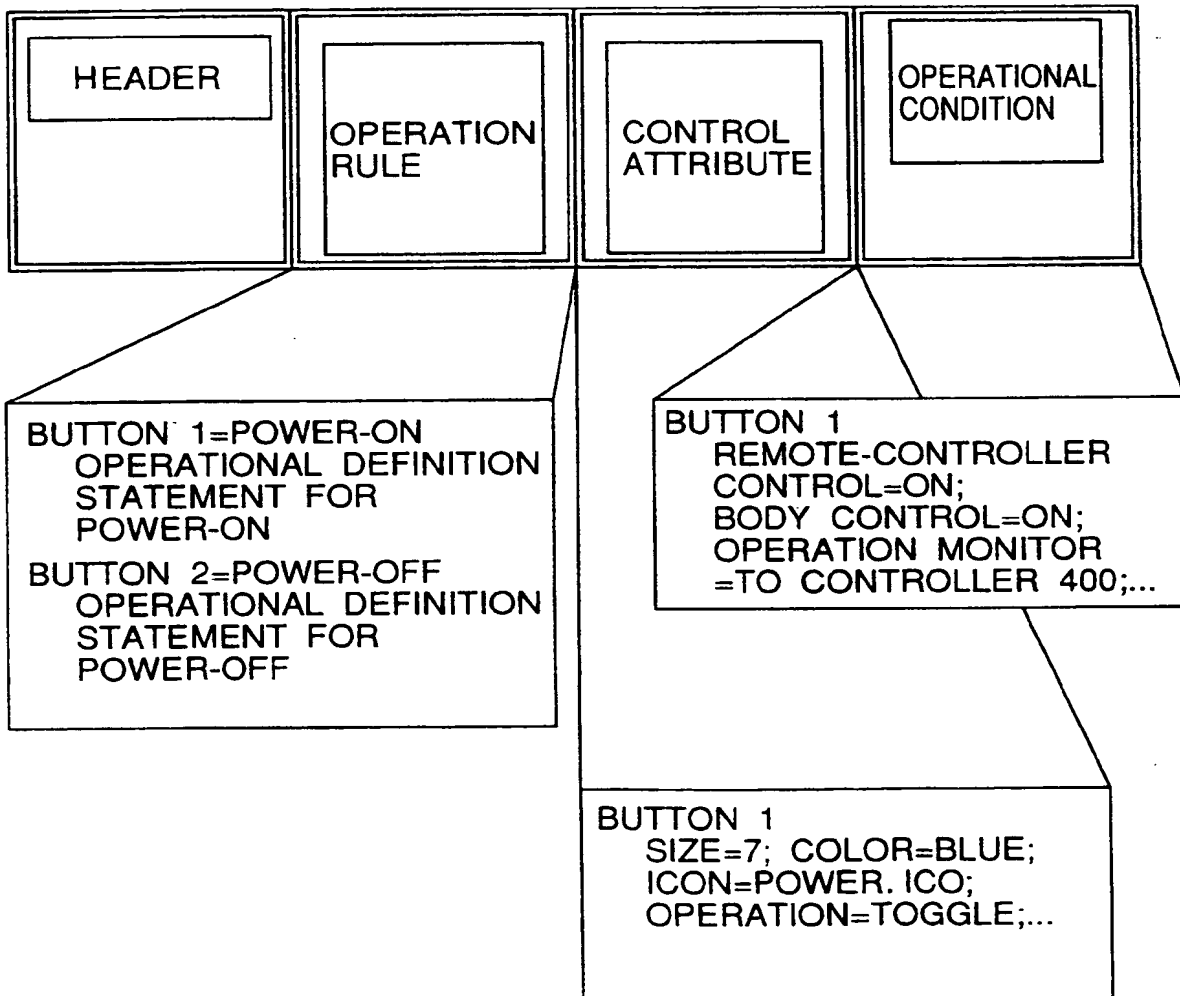 HEADER
OPERATION
RULE
CONTROL
ATTRIBUTE
OPERATIONAL
CONDITION
BUTTON 1=POWER-ON
OPERATIONAL DEFINITION
STATEMENT FOR
POWER-ON
BUTTON 2=POWER-OFF
OPERATIONAL DEFINITION
STATEMENT FOR
POWER-OFF
BUTTON 1
REMOTE-CONTROLLER
CONTROL=ON;
BODY CONTROL=ON;
OPERATION MONITOR
=TO CONTROLLER 400;...
BUTTON 1
SIZE=7; COLOR=BLUE;
ICON=POWER. ICO;
OPERATION=TOGGLE;...